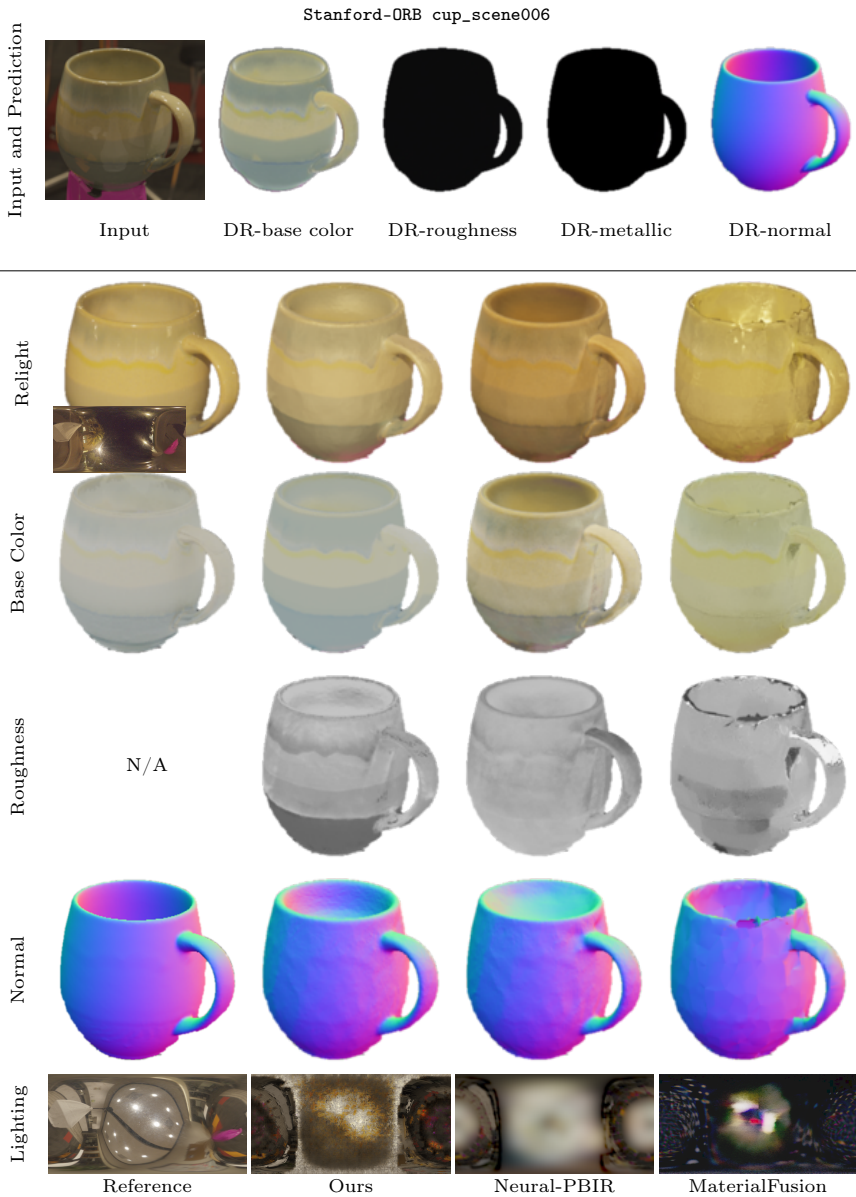 Stanford-ORB cup_scene006
Input and Prediction
Input
DR-base color
DR-roughness
DR-metallic
DR-normal
Relight
Base Color
Roughness
N/A
Normal
Lighting
Reference
Ours
Neural-PBIR
MaterialFusion